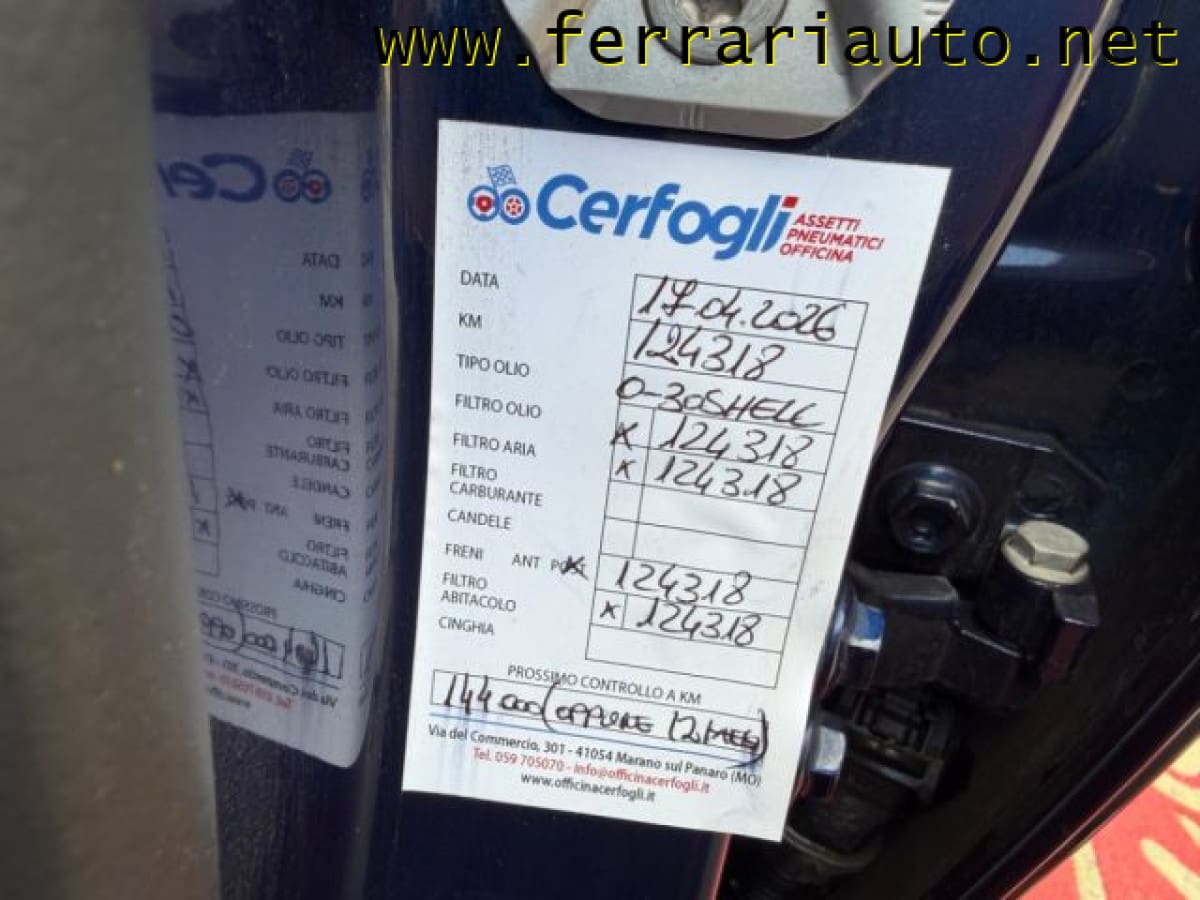 www.ferrariauto.net
Cerfogli ASSETTI PNEUMATICI OFFICINA
DATA 17.04.2026
KM 124318
TIPO OLIO 0-30 SHELL
FILTRO OLIO X 124318
FILTRO ARIA X 124318
FILTRO CARBURANTE
CANDELE
FRENI ANT POST 124318
FILTRO ABITACOLO X 124318
CINGHIA
PROSSIMO CONTROLLO A KM
144000 (OPPURE 12 MESI)
Via del Commercio, 301 - 41054 Marano sul Panaro (MO)
Tel. 059 705070 - info@officinacerfogli.it
www.officinacerfogli.it